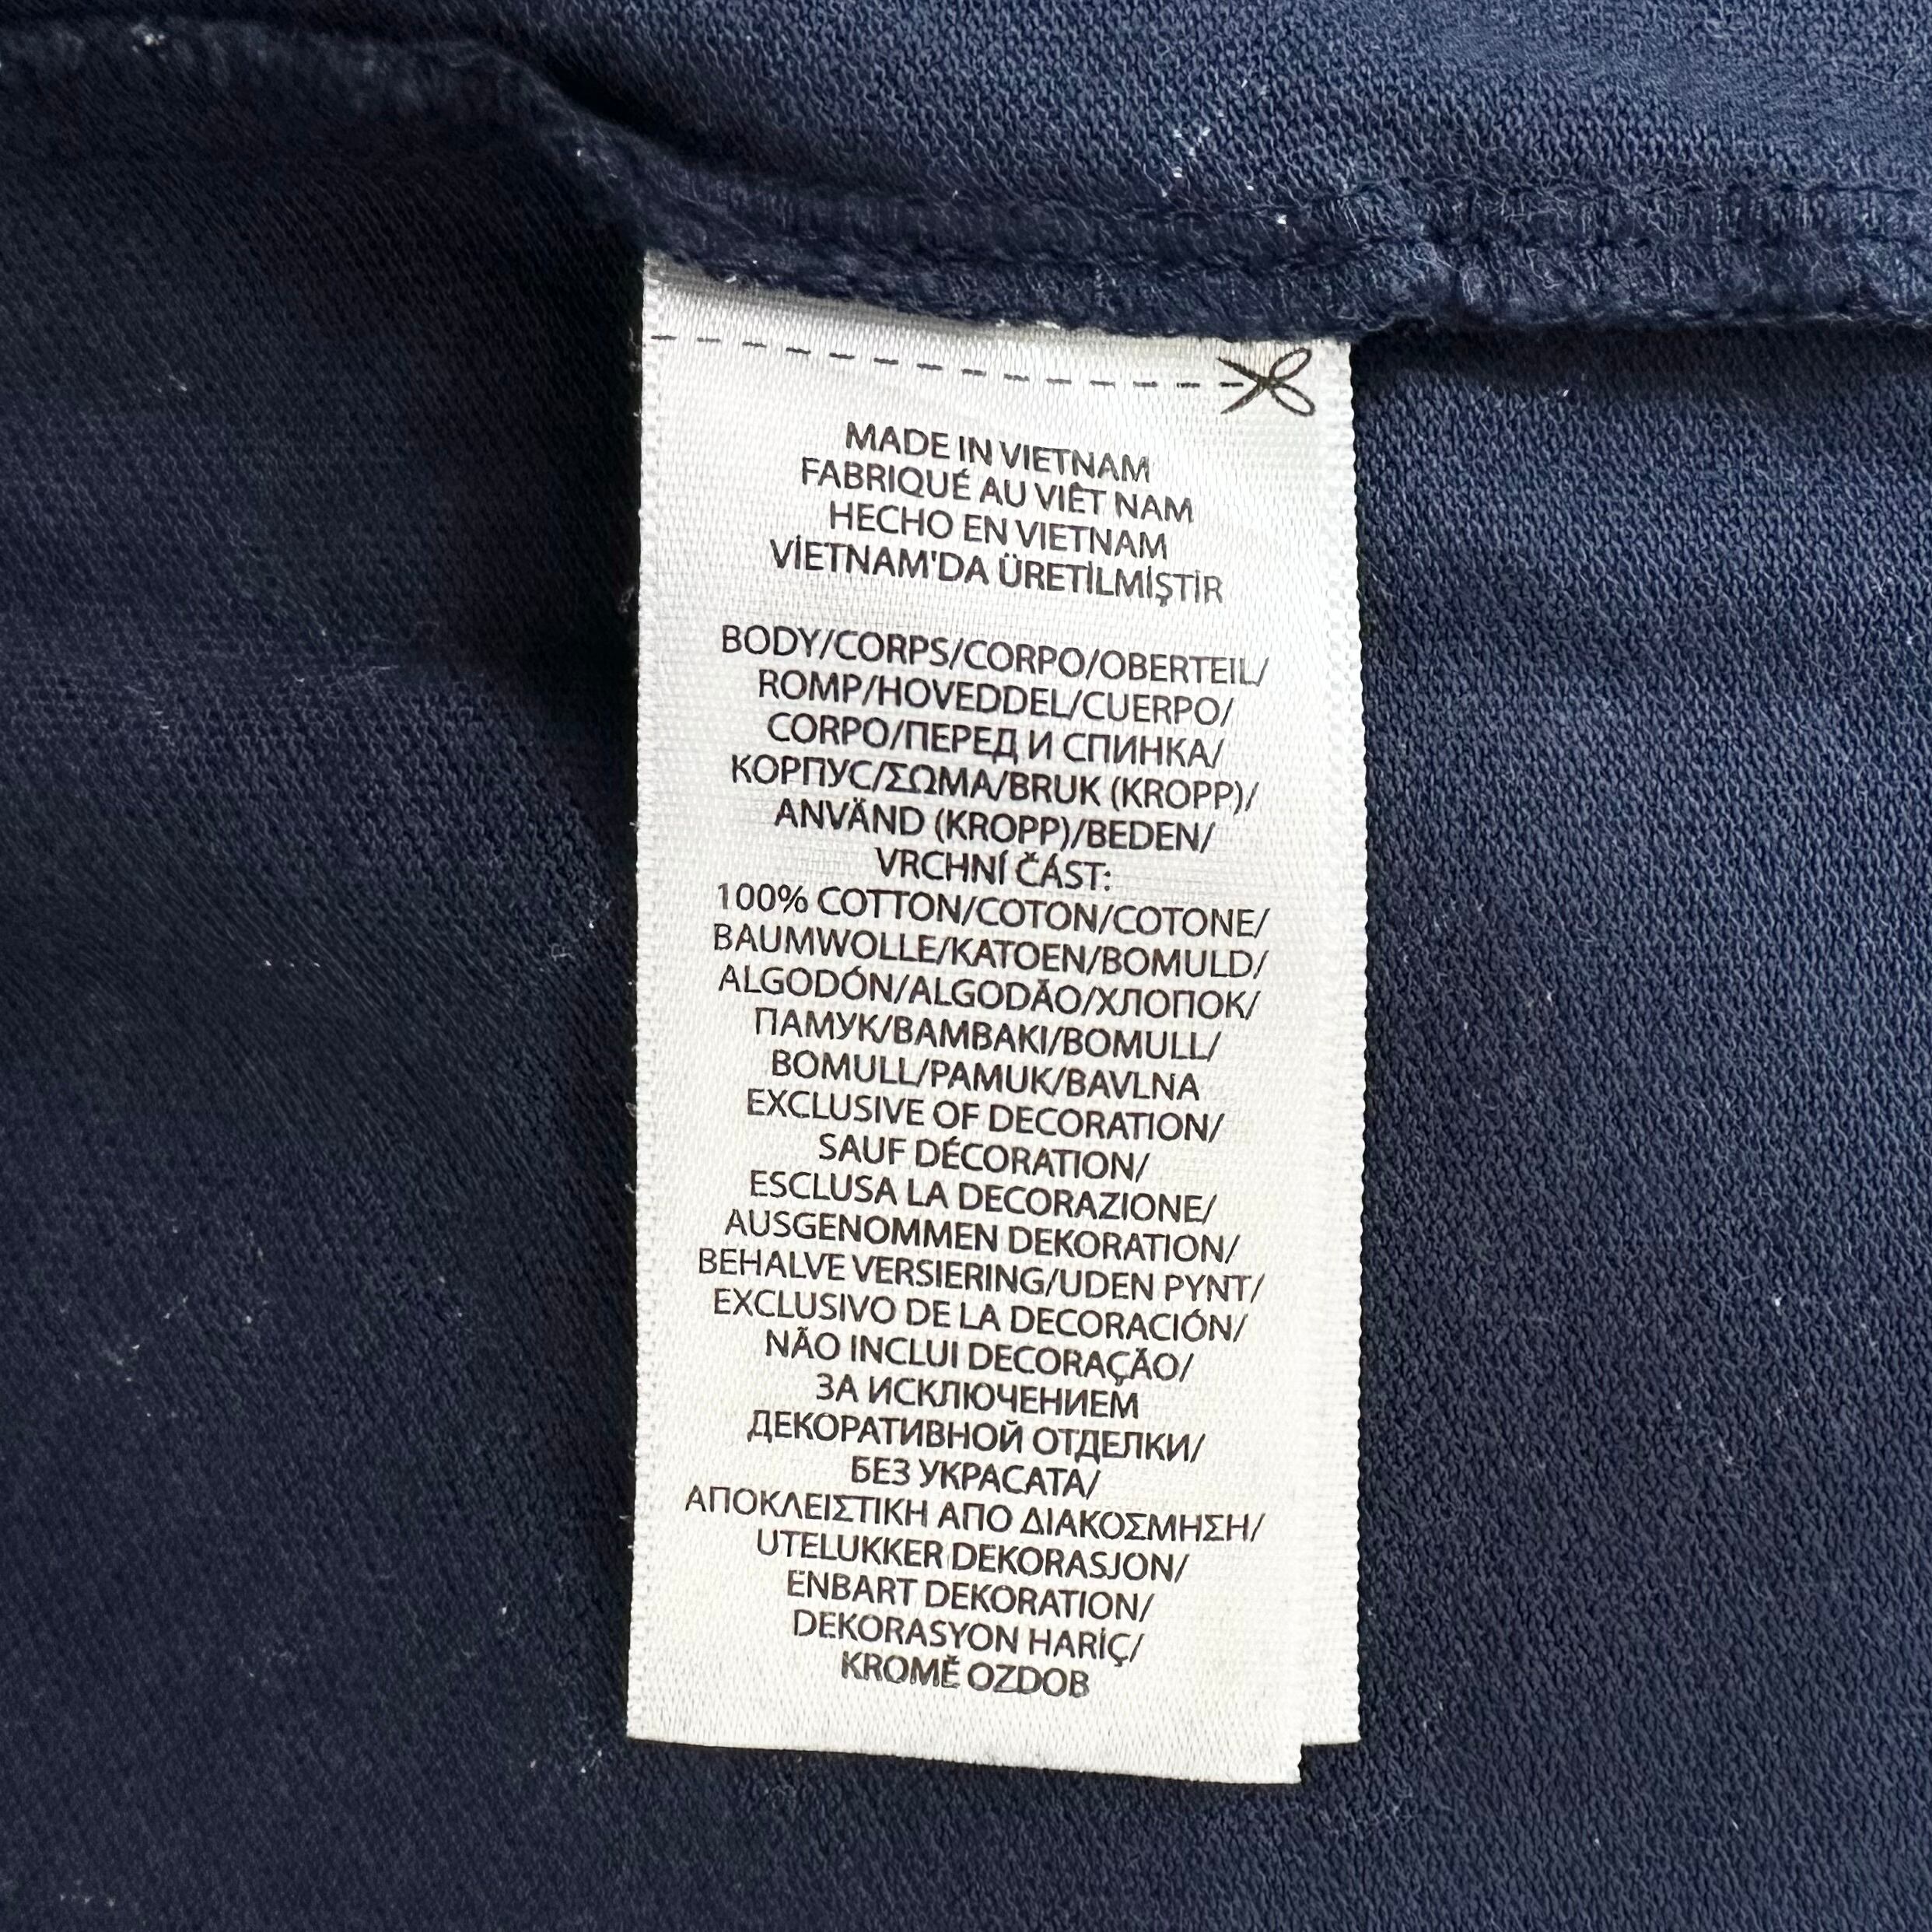 MADE IN VIETNAM
FABRIQUÉ AU VIÊT NAM
HECHO EN VIETNAM
VİETNAM'DA ÜRETİLMİŞTİR
BODY/CORPS/CORPO/OBERTEIL/
ROMP/HOVEDDEL/CUERPO/
CORPO/ПЕРЕД И СПИНКА/
КОРПУС/ΣΩΜΑ/BRUK (KROPP)/
ANVÄND (KROPP)/BEDEN/
VRCHNÍ ČÁST:
100% COTTON/COTON/COTONE/
BAUMWOLLE/KATOEN/BOMULD/
ALGODÓN/ALGODÃO/ХЛОПОК/
ПАМУК/ΒΑΜΒΑΚΙ/BOMULL/
BOMULL/PAMUK/BAVLNA
EXCLUSIVE OF DECORATION/
SAUF DÉCORATION/
ESCLUSA LA DECORAZIONE/
AUSGENOMMEN DEKORATION/
BEHALVE VERSIERING/UDEN PYNT/
EXCLUSIVO DE LA DECORACIÓN/
NÃO INCLUI DECORAÇÃO/
ЗА ИСКЛЮЧЕНИЕМ
ДЕКОРАТИВНОЙ ОТДЕЛКИ/
БЕЗ УКРАСАТА/
ΑΠΟΚΛΕΙΣΤΙΚΗ ΑΠΟ ΔΙΑΚΟΣΜΗΣΗ/
UTELUKKER DEKORASJON/
ENBART DEKORATION/
DEKORASYON HARİÇ/
KROMĚ OZDOB